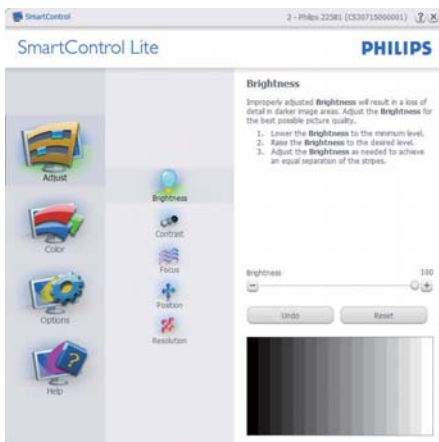 SmartControl
2 - Philips 225B1 (CS30715000001)
SmartControl Lite
PHILIPS
Adjust
Color
Options
Help
Brightness
Contrast
Focus
Position
Resolution
Brightness
Improperly adjusted Brightness will result in a loss of
detail in darker image areas. Adjust the Brightness for
the best possible picture quality.
1. Lower the Brightness to the minimum level.
2. Raise the Brightness to the desired level.
3. Adjust the Brightness as needed to achieve
an equal separation of the stripes.
Brightness 100
Undo Reset